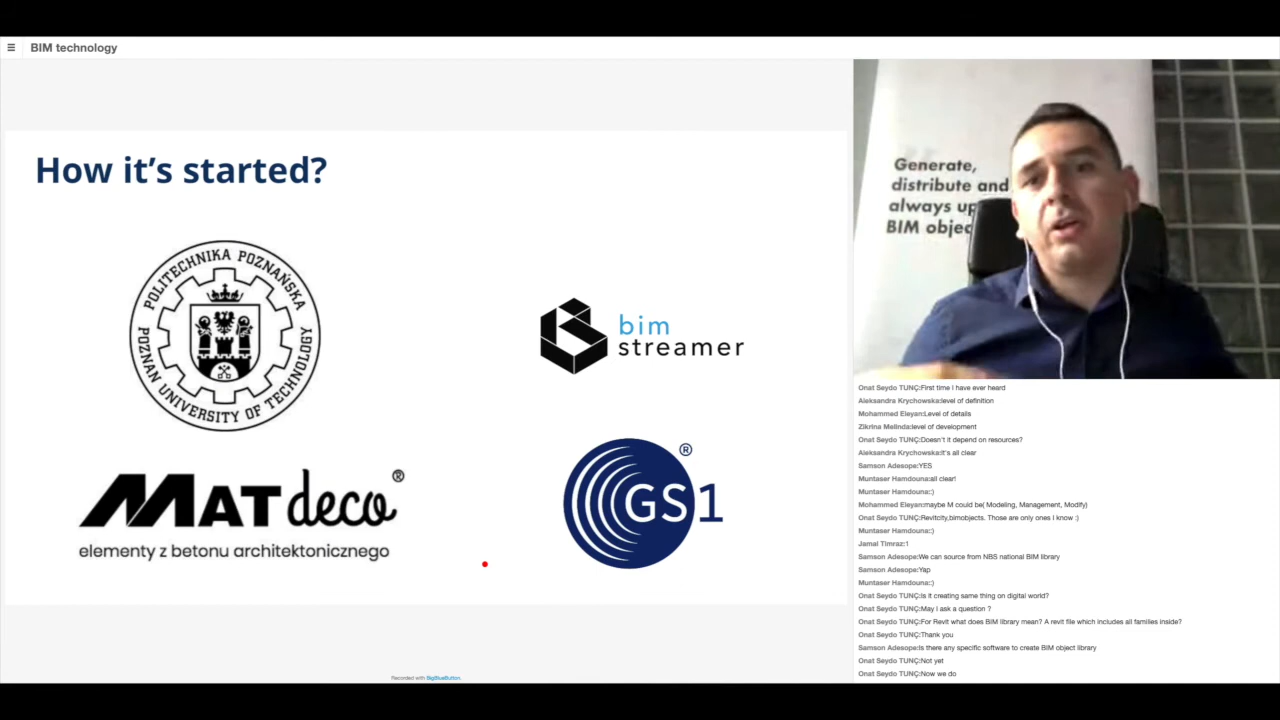 ☰ BIM technology
How it's started?
POLITECHNIKA POZNAŃSKA
POZNAN UNIVERSITY OF TECHNOLOGY
bim
streamer
MATdeco®
elementy z betonu architektonicznego
GS1®
Recorded with BigBlueButton.
Generate,
distribute and
always up
BIM objec
Onat Seydo TUNÇ:First time I have ever heard
Aleksandra Krychowska:level of definition
Mohammed Eleyan:Level of details
Zikrina Melinda:level of development
Onat Seydo TUNÇ:Doesn't it depend on resources?
Aleksandra Krychowska:it's all clear
Samson Adesope:YES
Muntaser Hamdouna:all clear!
Muntaser Hamdouna::)
Mohammed Eleyan:maybe M could be( Modeling, Management, Modify)
Onat Seydo TUNÇ:Revitcity,bimobjects. Those are only ones I know :)
Muntaser Hamdouna::)
Jamal Timraz:1
Samson Adesope:We can source from NBS national BIM library
Samson Adesope:Yap
Muntaser Hamdouna::)
Onat Seydo TUNÇ:Is it creating same thing on digital world?
Onat Seydo TUNÇ:May I ask a question ?
Onat Seydo TUNÇ:For Revit what does BIM library mean? A revit file which includes all families inside?
Onat Seydo TUNÇ:Thank you
Samson Adesope:Is there any specific software to create BIM object library
Onat Seydo TUNÇ:Not yet
Onat Seydo TUNÇ:Now we do